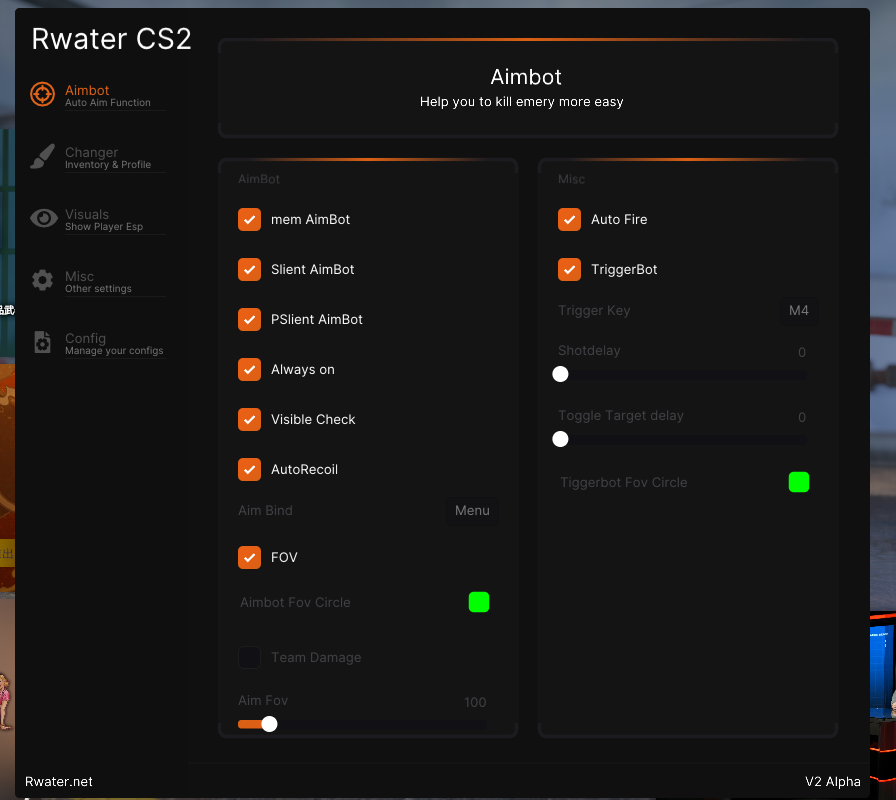 Rwater CS2
Aimbot
Auto Aim Function
Changer
Inventory & Profile
Visuals
Show Player Esp
Misc
Other settings
Config
Manage your configs
Aimbot
Help you to kill emery more easy
AimBot
mem AimBot
Slient AimBot
PSlient AimBot
Always on
Visible Check
AutoRecoil
Aim Bind
Menu
FOV
Aimbot Fov Circle
Team Damage
Aim Fov
100
Misc
Auto Fire
TriggerBot
Trigger Key
M4
Shotdelay
0
Toggle Target delay
0
Tiggerbot Fov Circle
Rwater.net
V2 Alpha